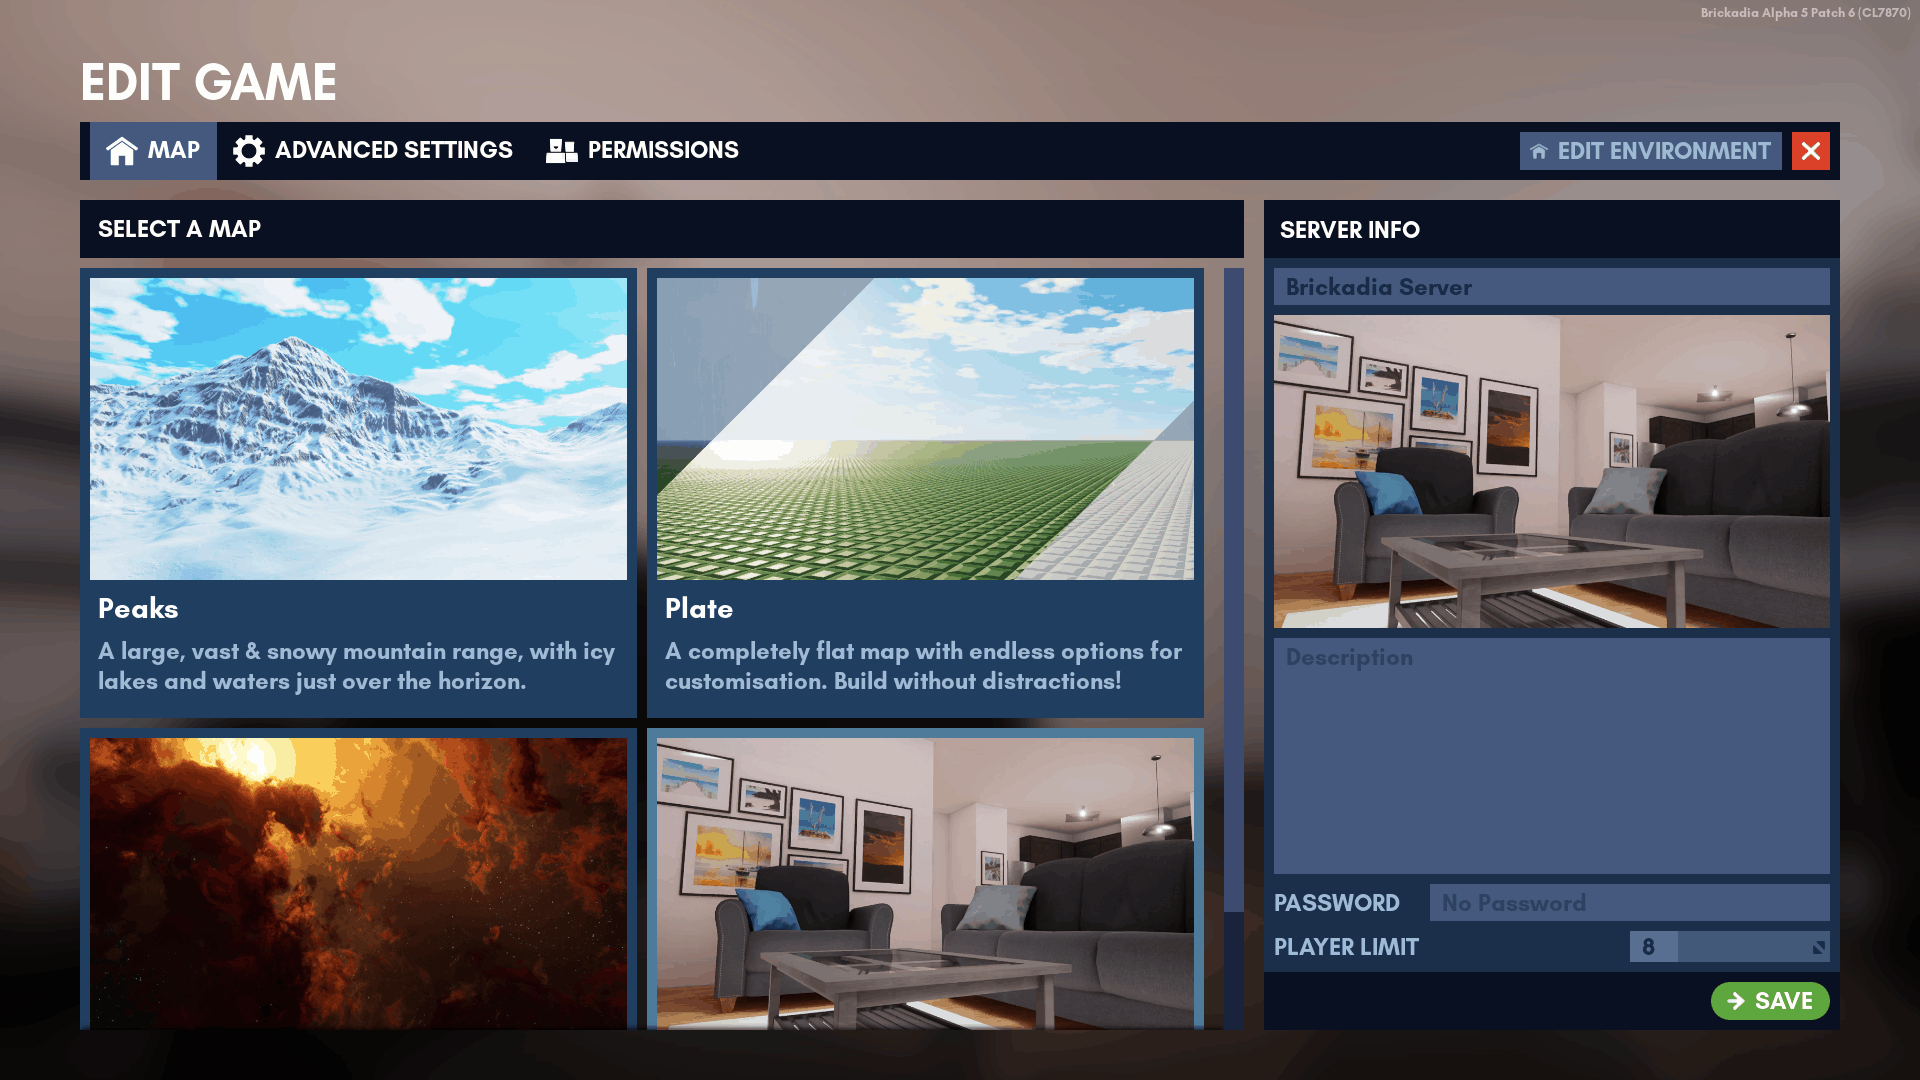 Brickadia Alpha 5 Patch 6 (CL7870)
EDIT GAME
MAP
ADVANCED SETTINGS
PERMISSIONS
EDIT ENVIRONMENT
SELECT A MAP
Peaks
A large, vast & snowy mountain range, with icy
lakes and waters just over the horizon.
Plate
A completely flat map with endless options for
customisation. Build without distractions!
SERVER INFO
Brickadia Server
Description
PASSWORD
No Password
PLAYER LIMIT
8
SAVE